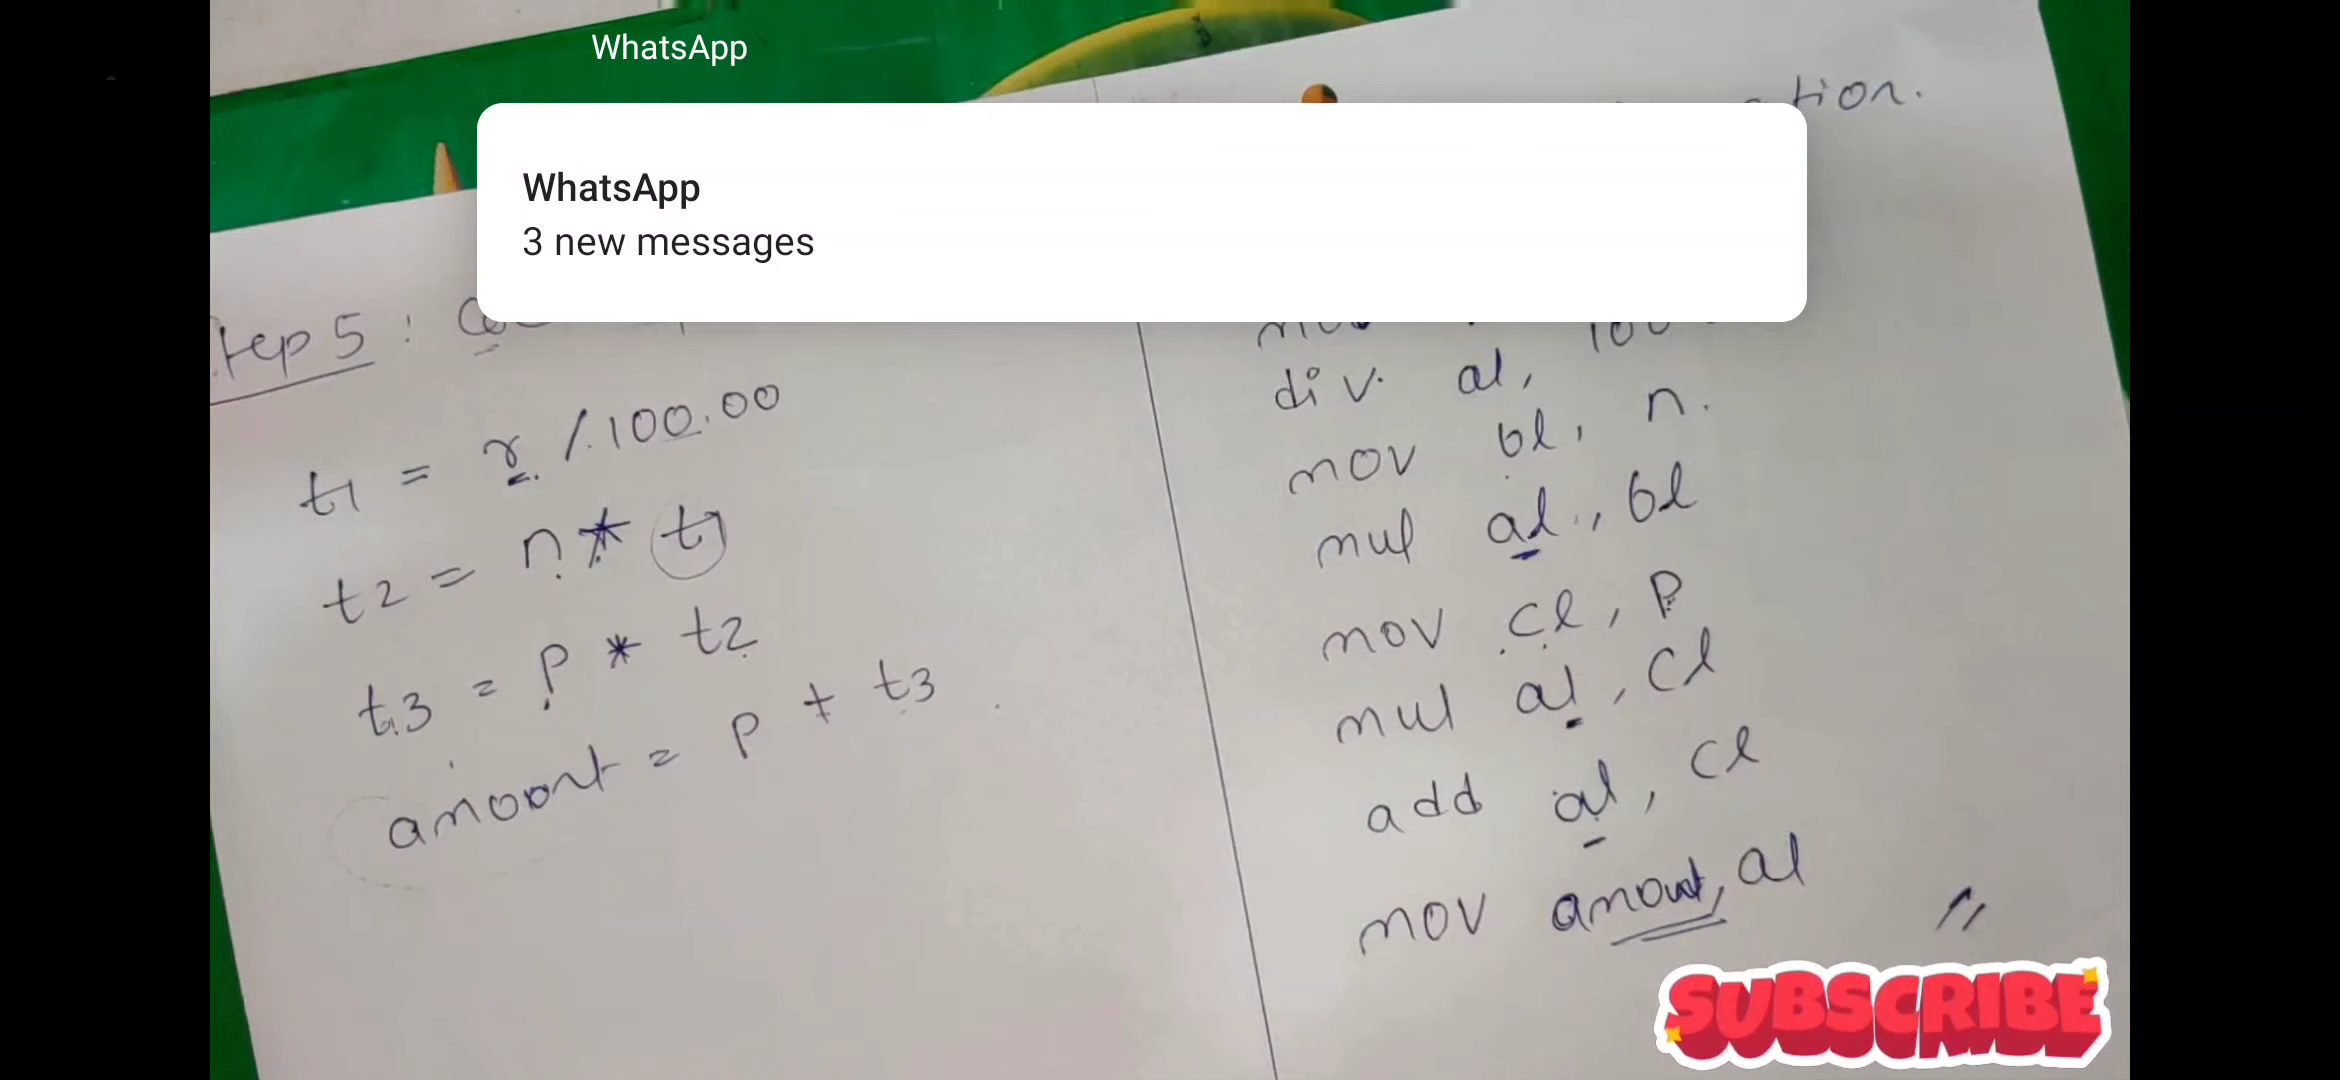 WhatsApp
WhatsApp
3 new messages
tion.
tep 5 :
t1 = r / 100.00
t2 = n * t1
t3 = p * t2
amount = p + t3
div al, 100
mov bl, n.
mul al, bl
mov cl, P
mul al, cl
add al, cl
mov amount, al
SUBSCRIBE